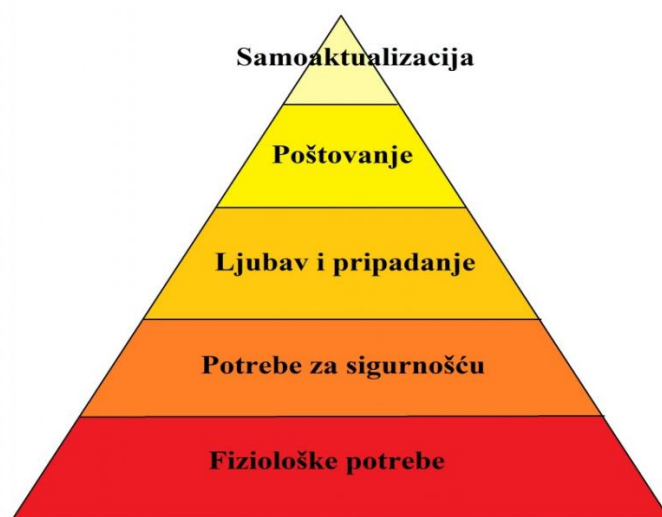 Samoaktualizacija
Poštovanje
Ljubav i pripadanje
Potrebe za sigurnošću
Fiziološke potrebe